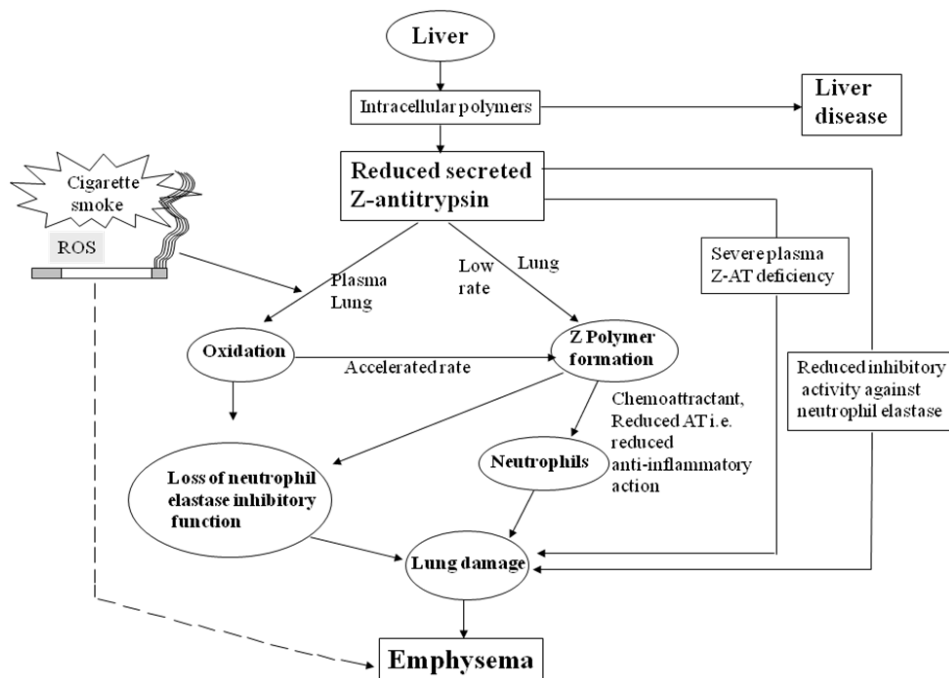 Liver
Intracellular polymers
Liver
disease
Reduced secreted
Z-antitrypsin
Cigarette
smoke
ROS
Plasma
Lung
Low
rate
Lung
Severe plasma
Z-AT deficiency
Oxidation
Accelerated rate
Z Polymer
formation
Reduced inhibitory
activity against
neutrophil elastase
Chemoattractant,
Reduced AT i.e.
reduced
anti-inflammatory
action
Neutrophils
Loss of neutrophil
elastase inhibitory
function
Lung damage
Emphysema